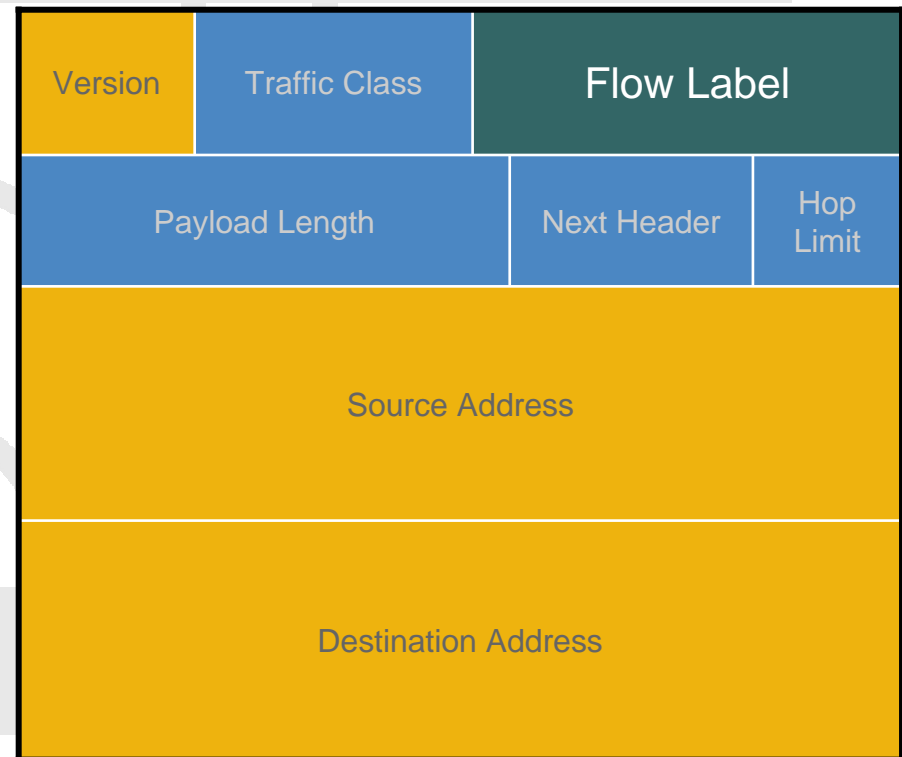 Version
Traffic Class
Flow Label
Payload Length
Next Header
Hop
Limit
Source Address
Destination Address